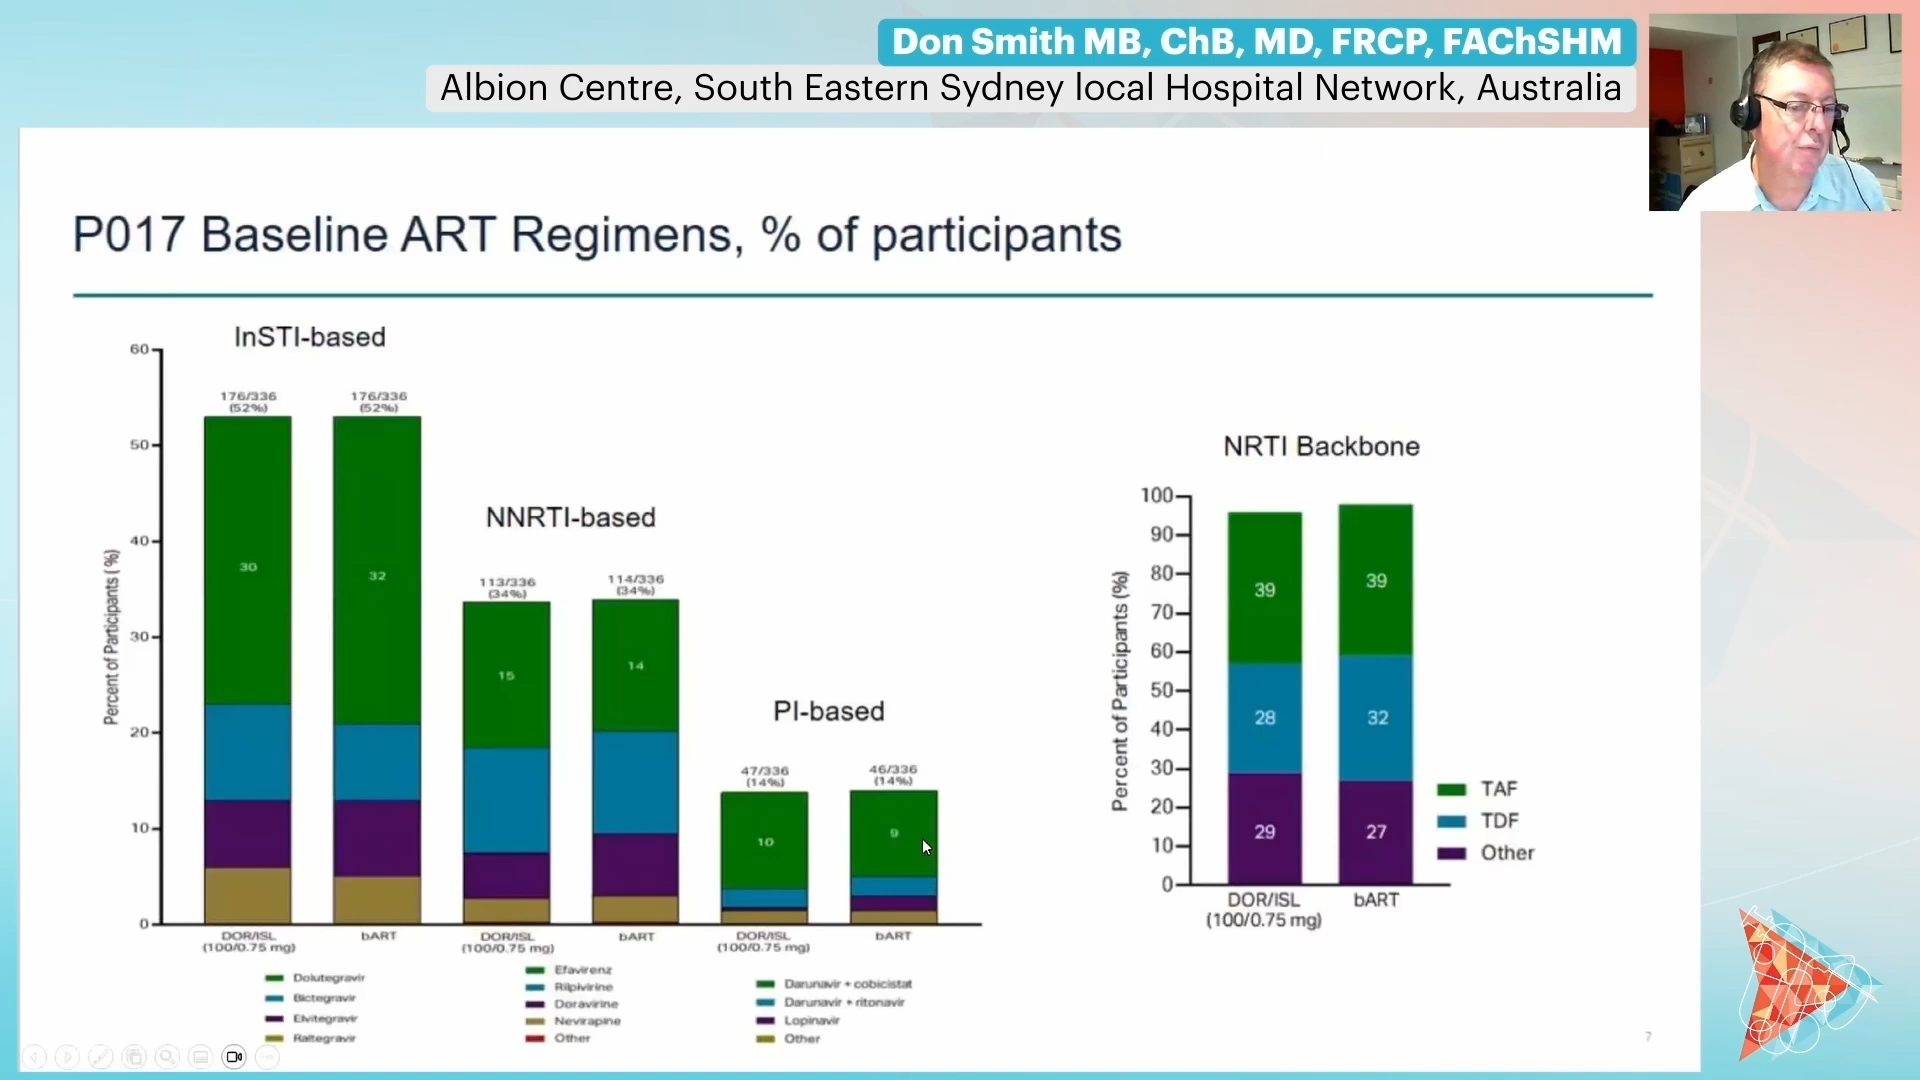 Don Smith MB, ChB, MD, FRCP, FAChSHM
Albion Centre, South Eastern Sydney local Hospital Network, Australia
P017 Baseline ART Regimens, % of participants
InSTI-based
NNRTI-based
PI-based
Percent of Participants (%)
60
50
40
30
20
10
0
176/336
(52%)
176/336
(52%)
113/336
(34%)
114/336
(34%)
47/336
(14%)
46/336
(14%)
30
32
15
14
10
9
DOR/ISL
(100/0.75 mg)
bART
DOR/ISL
(100/0.75 mg)
bART
DOR/ISL
(100/0.75 mg)
bART
Dolutegravir
Bictegravir
Elvitegravir
Raltegravir
Efavirenz
Rilpivirine
Doravirine
Nevirapine
Other
Darunavir + cobicistat
Darunavir + ritonavir
Lopinavir
Other
NRTI Backbone
Percent of Participants (%)
100
90
80
70
60
50
40
30
20
10
0
39
39
28
32
29
27
DOR/ISL
(100/0.75 mg)
bART
TAF
TDF
Other
7